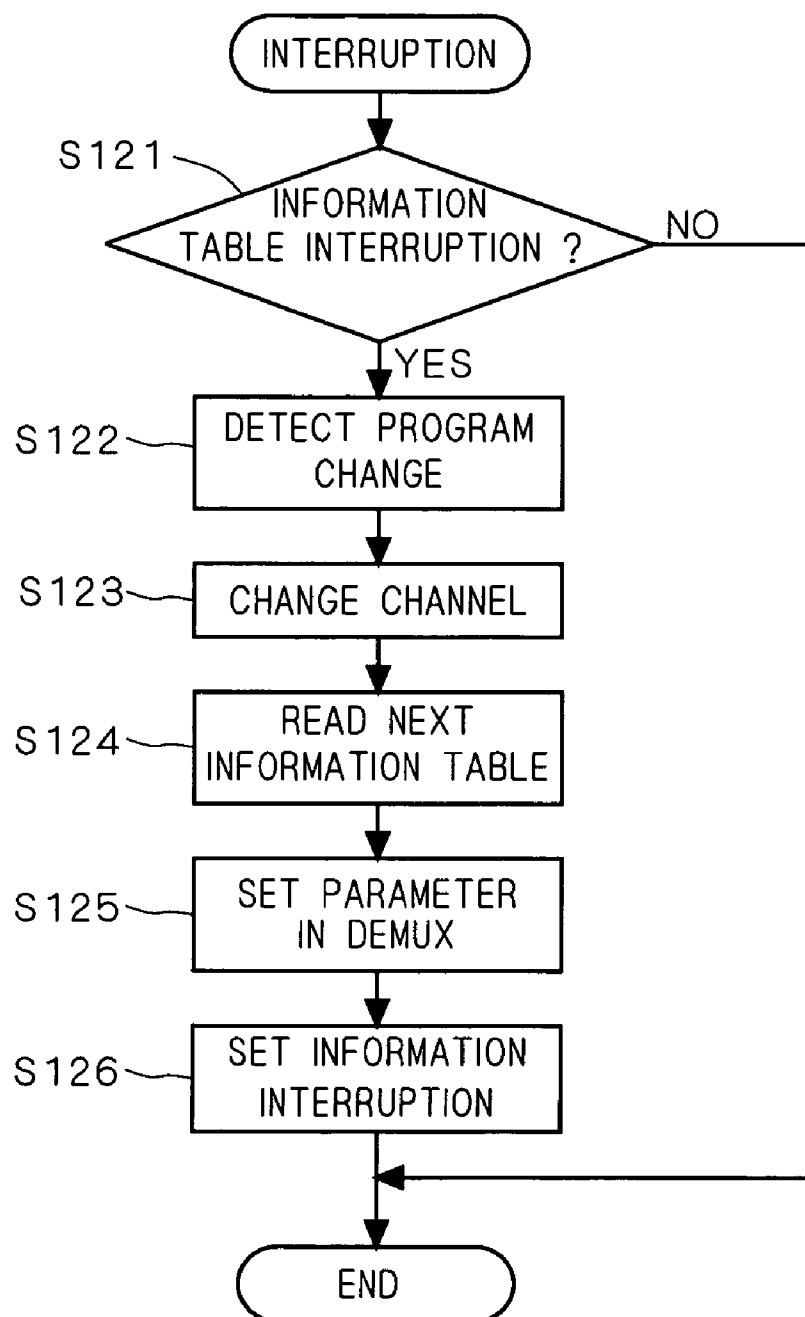 INTERRUPTION
S121
INFORMATION
TABLE INTERRUPTION ?
NO
YES
S122
DETECT PROGRAM
CHANGE
S123
CHANGE CHANNEL
S124
READ NEXT
INFORMATION TABLE
S125
SET PARAMETER
IN DEMUX
S126
SET INFORMATION
INTERRUPTION
END